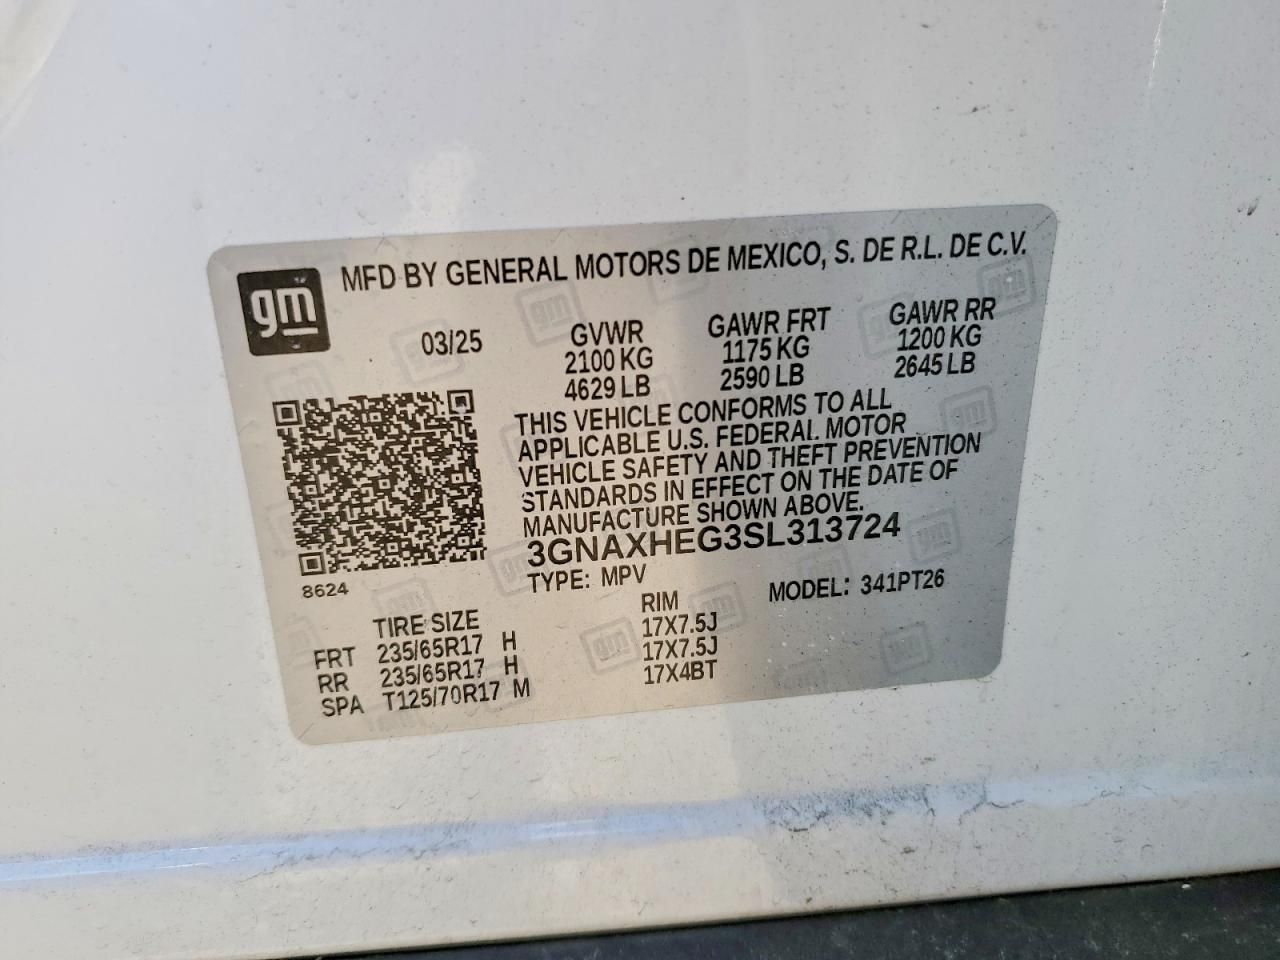 gm
MFD BY GENERAL MOTORS DE MEXICO, S. DE R.L. DE C.V.
03/25 GVWR GAWR FRT GAWR RR
2100 KG 1175 KG 1200 KG
4629 LB 2590 LB 2645 LB
THIS VEHICLE CONFORMS TO ALL
APPLICABLE U.S. FEDERAL MOTOR
VEHICLE SAFETY AND THEFT PREVENTION
STANDARDS IN EFFECT ON THE DATE OF
MANUFACTURE SHOWN ABOVE.
3GNAXHEG3SL313724
8624 TYPE: MPV MODEL: 341PT26
TIRE SIZE RIM
FRT 235/65R17 H 17X7.5J
RR 235/65R17 H 17X7.5J
SPA T125/70R17 M 17X4BT